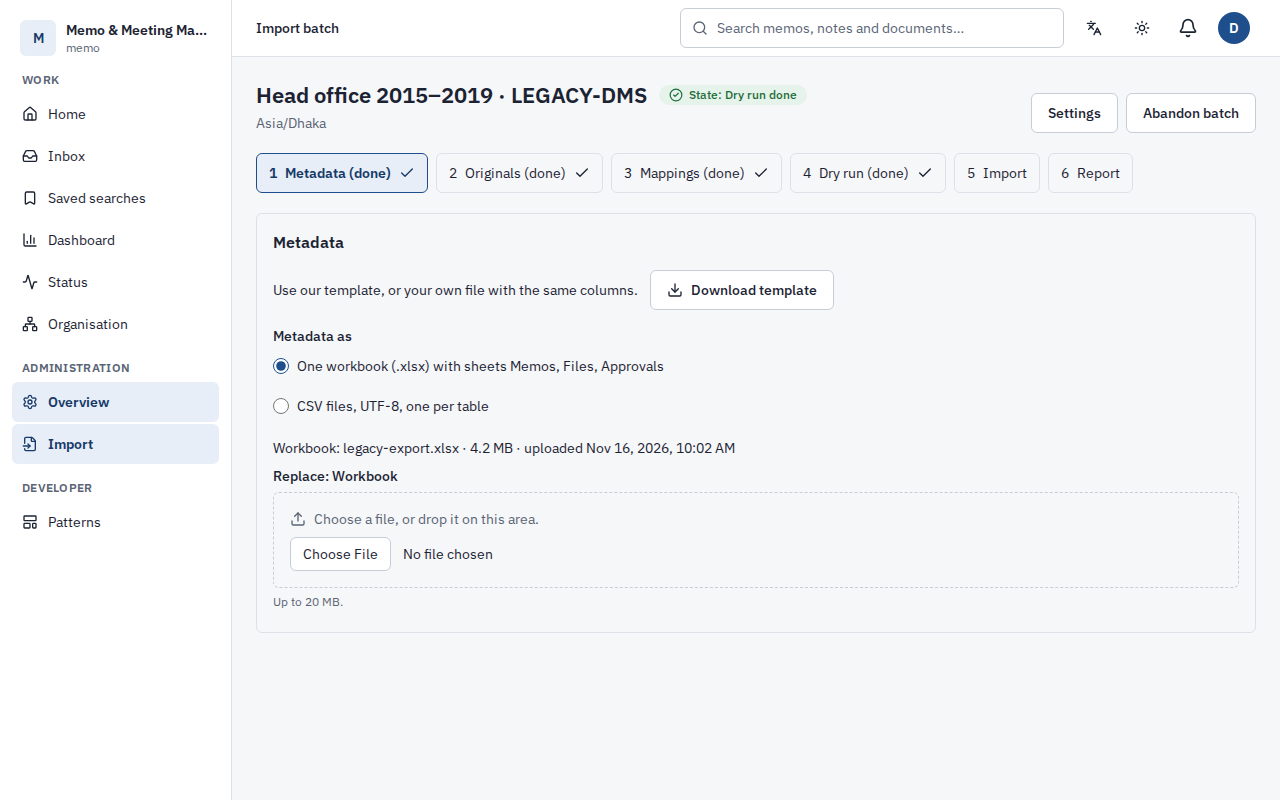 M
Memo & Meeting Ma...
memo
WORK
Home
Inbox
Saved searches
Dashboard
Status
Organisation
ADMINISTRATION
Overview
Import
DEVELOPER
Patterns
Import batch
Search memos, notes and documents...
D
Head office 2015–2019 · LEGACY-DMS
State: Dry run done
Asia/Dhaka
Settings
Abandon batch
1 Metadata (done)
2 Originals (done)
3 Mappings (done)
4 Dry run (done)
5 Import
6 Report
Metadata
Use our template, or your own file with the same columns.
Download template
Metadata as
One workbook (.xlsx) with sheets Memos, Files, Approvals
CSV files, UTF-8, one per table
Workbook: legacy-export.xlsx · 4.2 MB · uploaded Nov 16, 2026, 10:02 AM
Replace: Workbook
Choose a file, or drop it on this area.
Choose File No file chosen
Up to 20 MB.